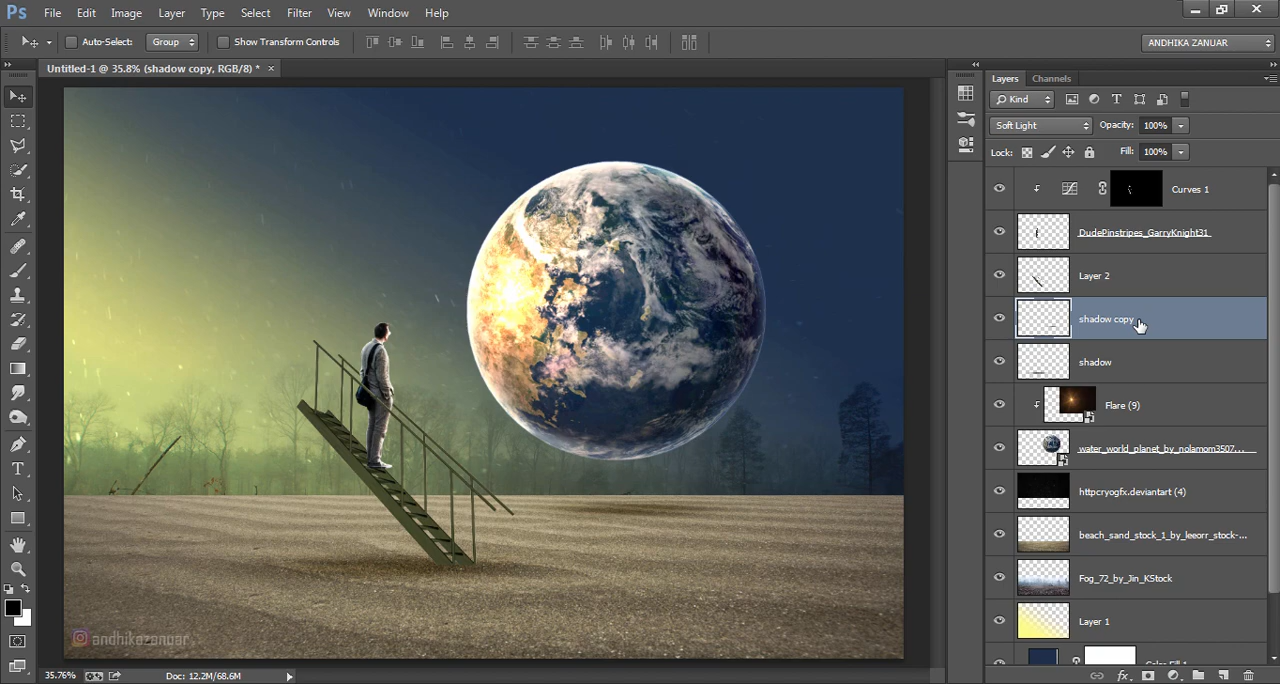 Ps File Edit Image Layer Type Select Filter View Window Help
Auto-Select: Group Show Transform Controls ANDHIKA ZANUAR
Untitled-1 @ 35.8% (shadow copy, RGB/8) * ×
Layers Channels
Kind
Soft Light Opacity: 100%
Lock: Fill: 100%
Curves 1
DudePinstripes_GarryKnight31
Layer 2
shadow copy
shadow
Flare (9)
water_world_planet_by_nolamom3507...
httpcryogfx.deviantart (4)
beach_sand_stock_1_by_leeorr_stock-...
Fog_72_by_Jin_KStock
Layer 1
Color Fill 1
andhikazanuar
35.76% Doc: 12.2M/68.6M